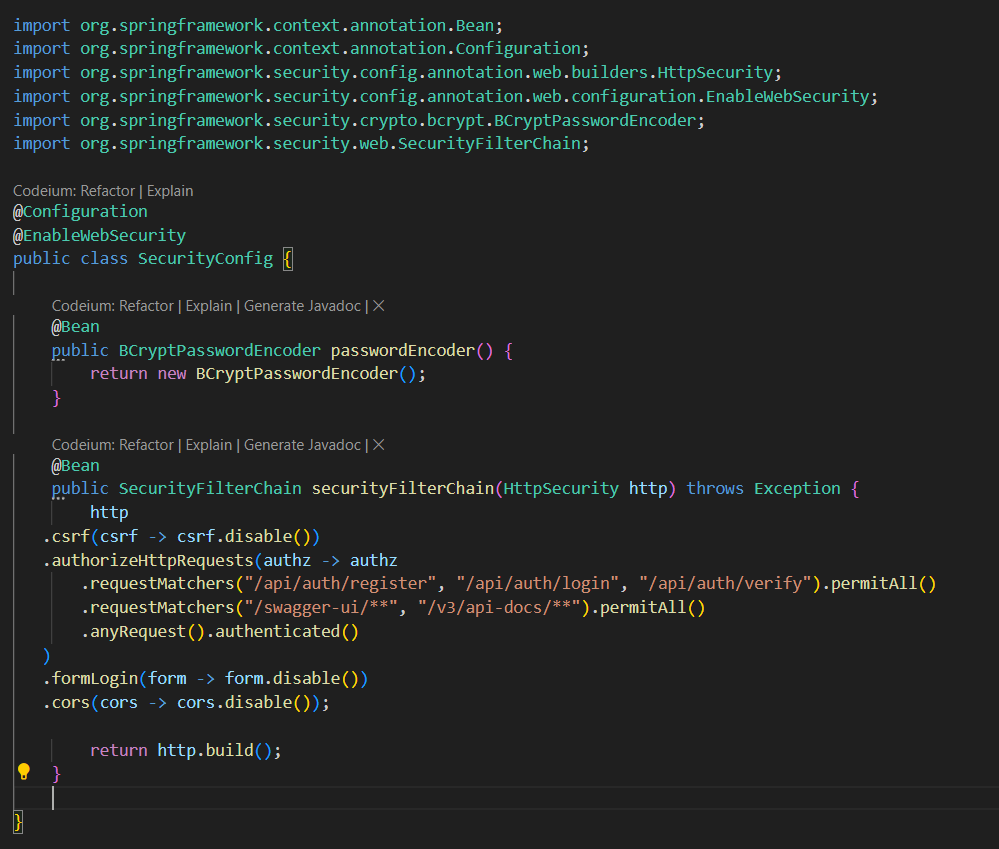 import org.springframework.context.annotation.Bean;
import org.springframework.context.annotation.Configuration;
import org.springframework.security.config.annotation.web.builders.HttpSecurity;
import org.springframework.security.config.annotation.web.configuration.EnableWebSecurity;
import org.springframework.security.crypto.bcrypt.BCryptPasswordEncoder;
import org.springframework.security.web.SecurityFilterChain;
Codeium: Refactor | Explain
@Configuration
@EnableWebSecurity
public class SecurityConfig {
Codeium: Refactor | Explain | Generate Javadoc | ×
@Bean
public BCryptPasswordEncoder passwordEncoder() {
return new BCryptPasswordEncoder();
}
Codeium: Refactor | Explain | Generate Javadoc | ×
@Bean
public SecurityFilterChain securityFilterChain(HttpSecurity http) throws Exception {
http
.csrf(csrf -> csrf.disable())
.authorizeHttpRequests(authz -> authz
.requestMatchers("/api/auth/register", "/api/auth/login", "/api/auth/verify").permitAll()
.requestMatchers("/swagger-ui/**", "/v3/api-docs/**").permitAll()
.anyRequest().authenticated()
)
.formLogin(form -> form.disable())
.cors(cors -> cors.disable());
return http.build();
}
}